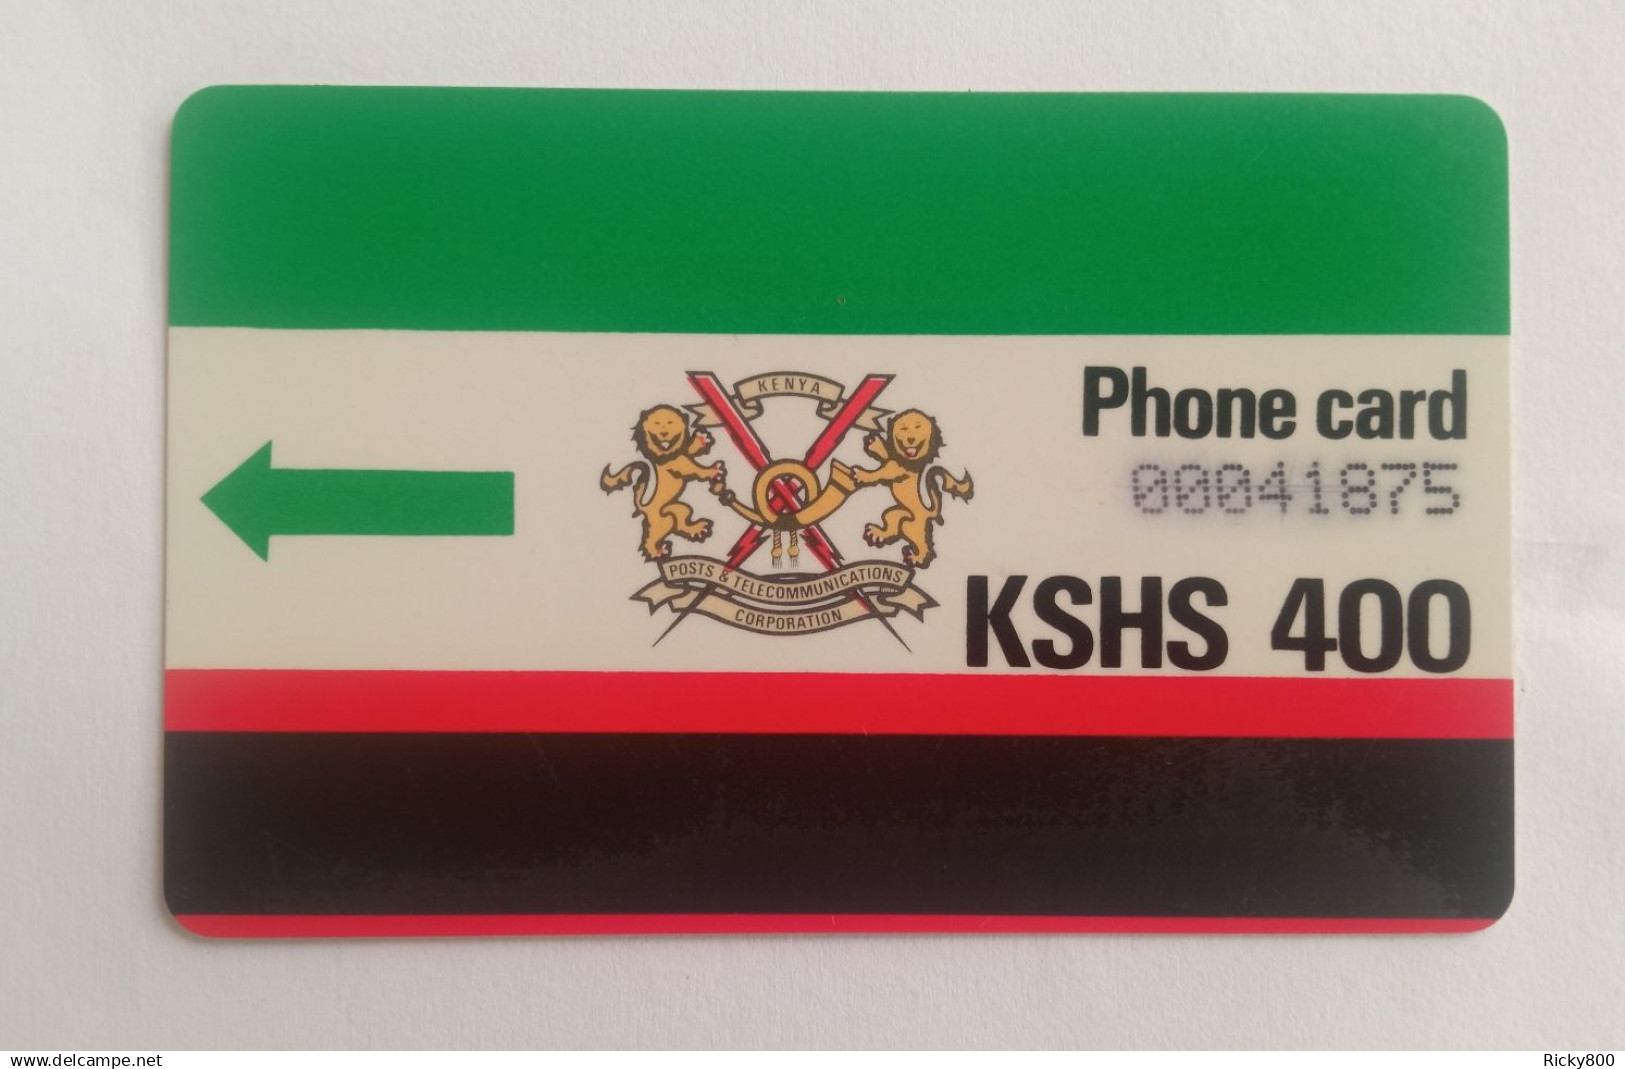 KENYA
POSTS & TELECOMMUNICATIONS
CORPORATION
Phone card
00041875
KSHS 400
www.delcampe.net
Ricky800